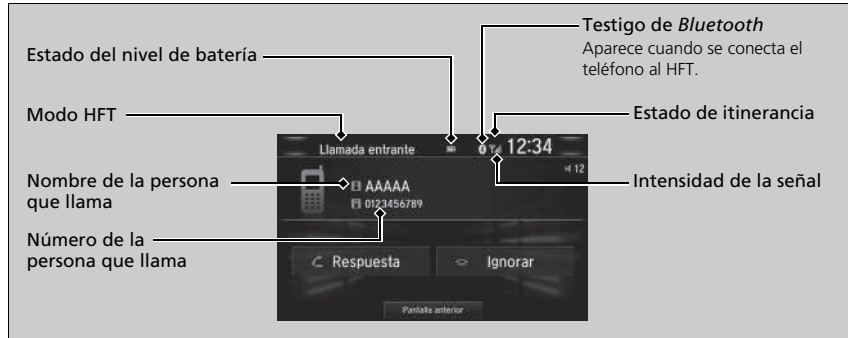 Testigo de Bluetooth
Aparece cuando se conecta el
teléfono al HFT.
Estado del nivel de batería
Modo HFT
Estado de itinerancia
Llamada entrante
12:34
12
Nombre de la persona
que llama
AAAAA
0123456789
Intensidad de la señal
Número de la
persona que llama
Respuesta
Ignorar
Pantalla anterior